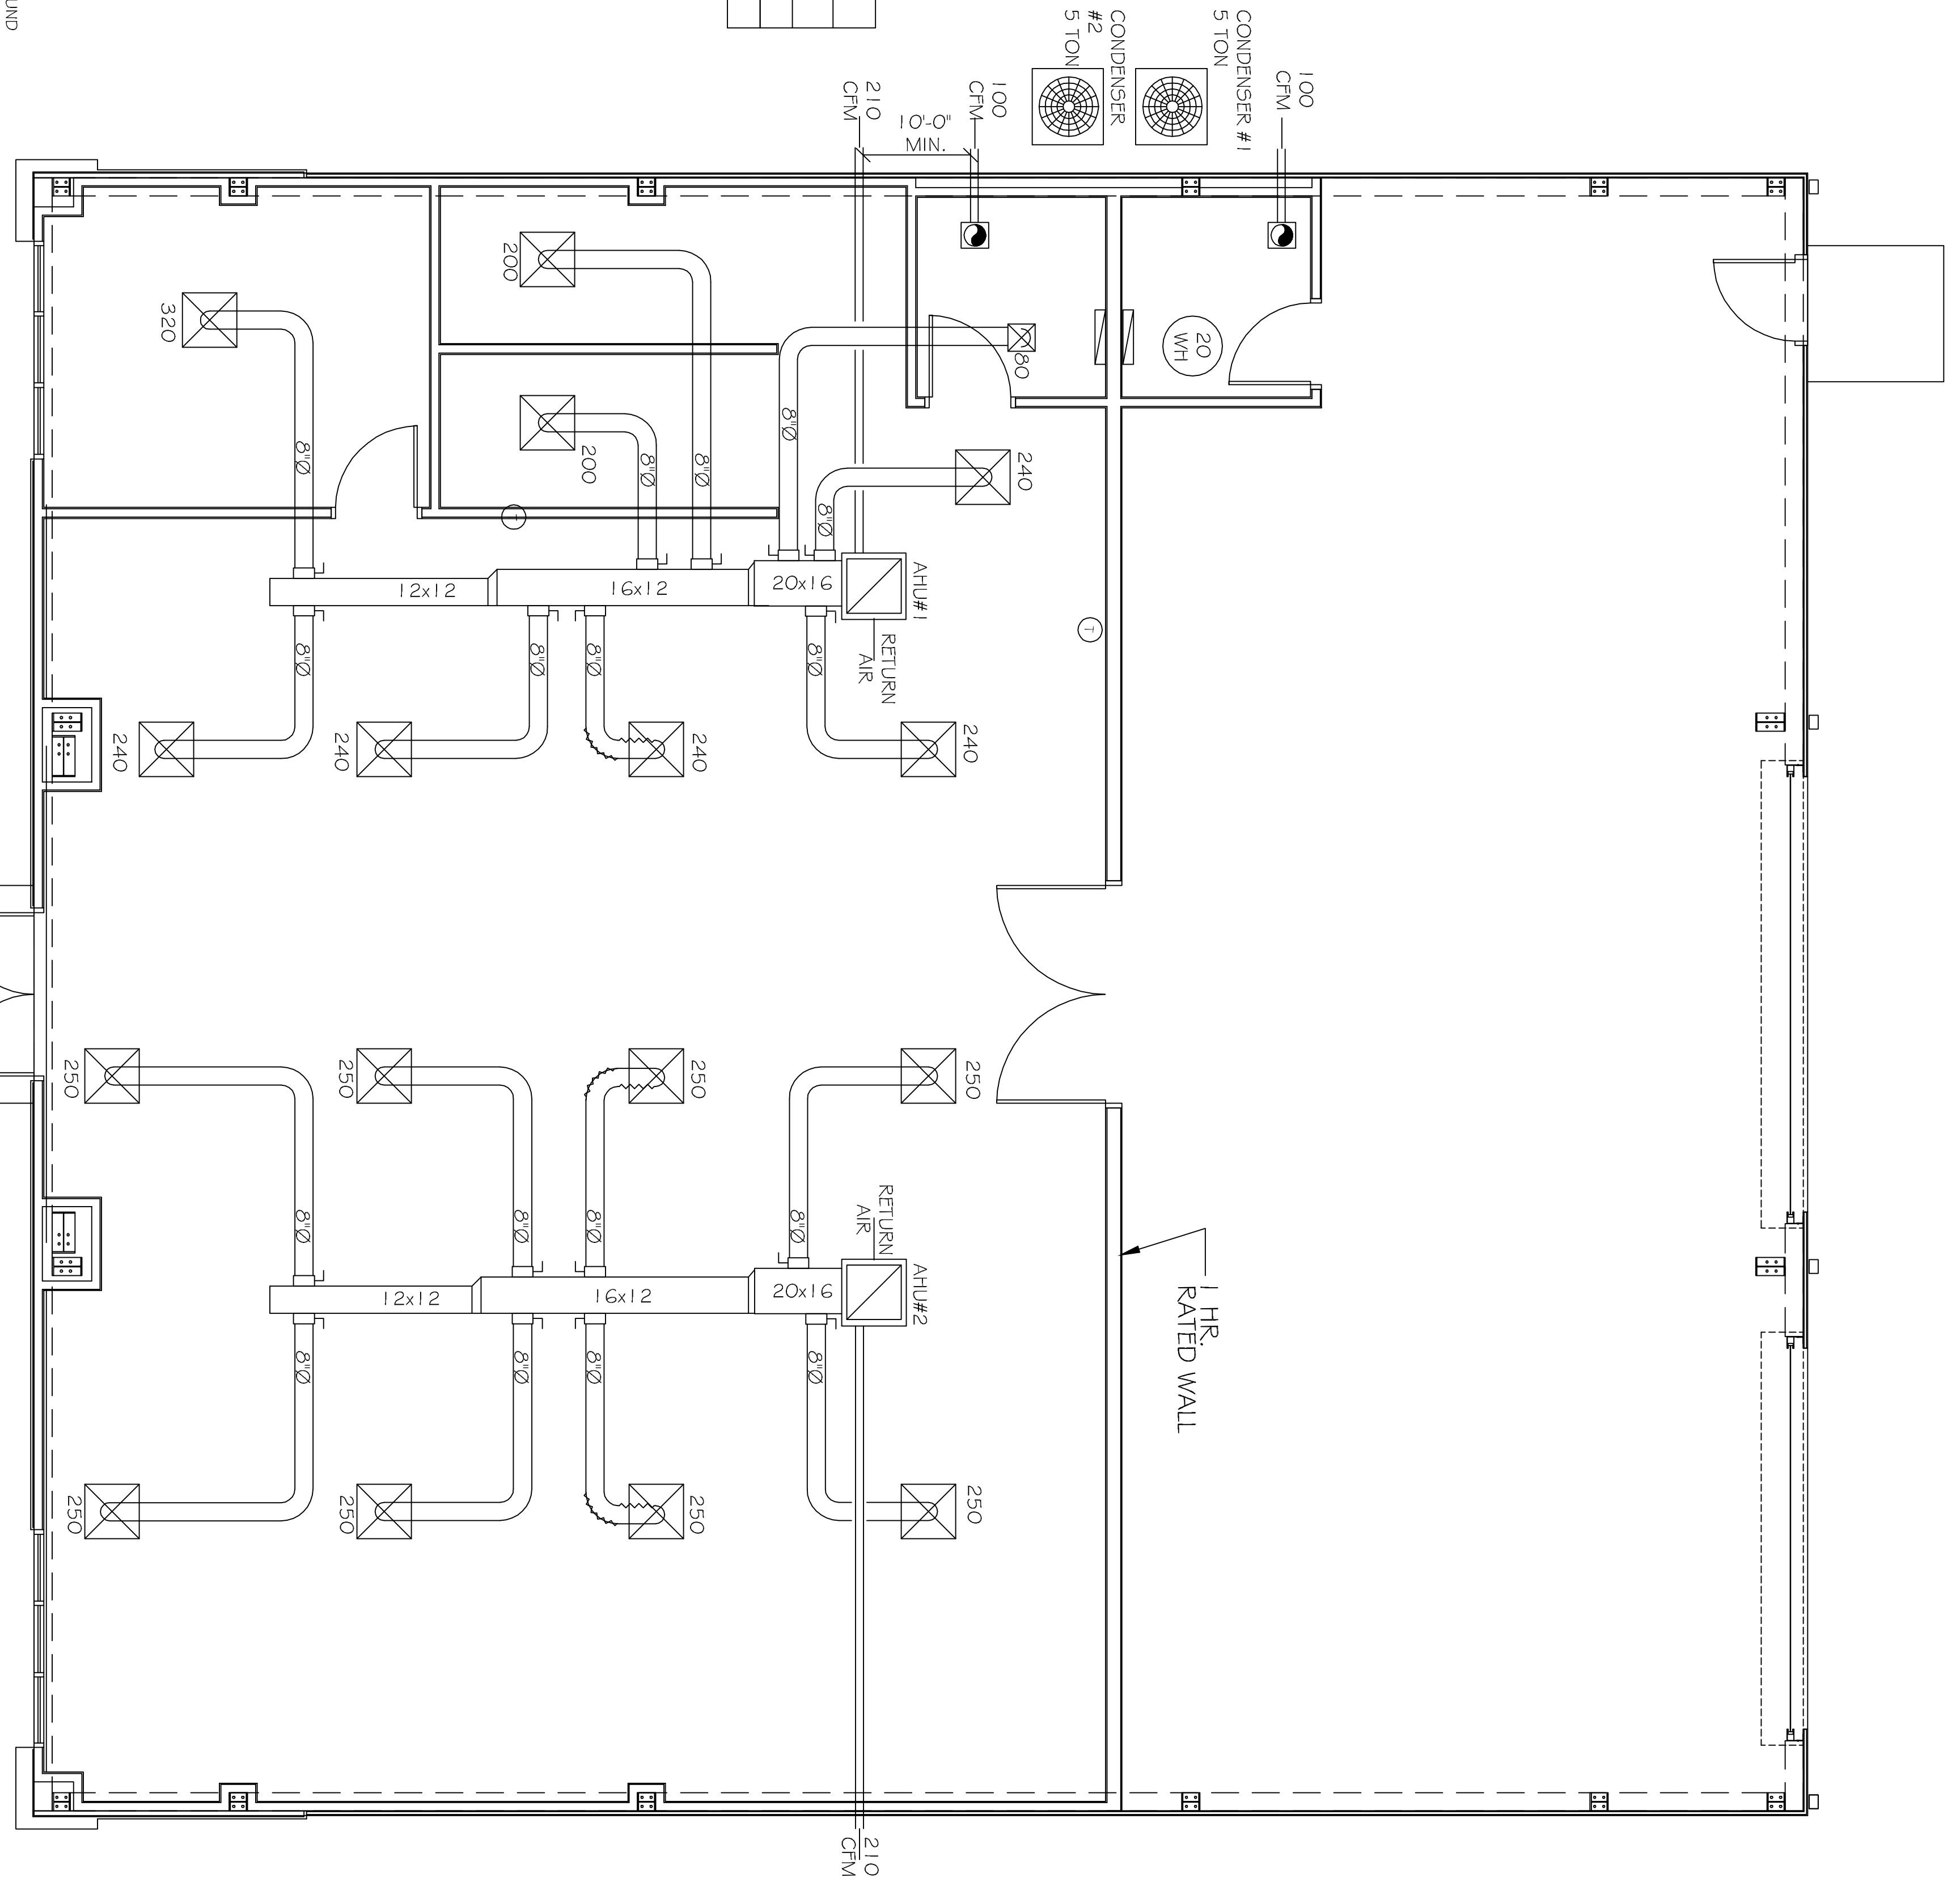 UND
CONDENSER #1
5 TON
CONDENSER
#2
5 TON
100
CFM
100
CFM
210
CFM
10'-0"
MIN.
200
320
80
20
WH
200
240
8"Ø
8"Ø
8"Ø
8"Ø
8"Ø
T
12x12
16x12
20x16
AHU#1
T
RETURN
AIR
8"Ø
8"Ø
8"Ø
8"Ø
240
240
240
240
250
250
250
250
8"Ø
8"Ø
8"Ø
8"Ø
RETURN
AIR
12x12
16x12
20x16
AHU#2
1 HR.
RATED WALL
8"Ø
8"Ø
8"Ø
8"Ø
250
250
250
250
210
CFM